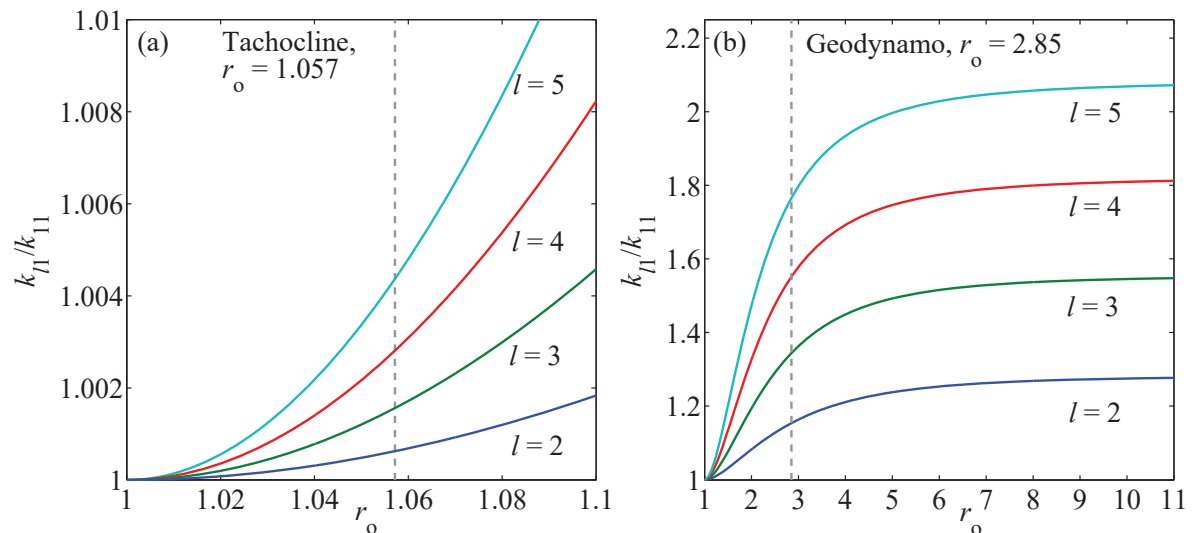 (a)
Tachocline,
r_o = 1.057
1.01
1.008
1.006
1.004
1.002
1
k_l1/k_11
l = 5
l = 4
l = 3
l = 2
1 1.02 1.04 1.06 1.08 1.1
r_o
(b)
Geodynamo, r_o = 2.85
2.2
2
1.8
1.6
1.4
1.2
1
k_l1/k_11
l = 5
l = 4
l = 3
l = 2
1 2 3 4 5 6 7 8 9 10 11
r_o